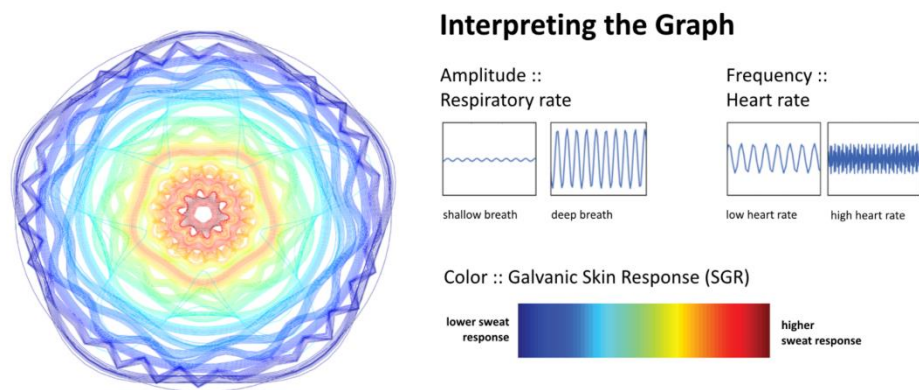 Interpreting the Graph
Amplitude ::
Respiratory rate
shallow breath
deep breath
Frequency ::
Heart rate
low heart rate
high heart rate
Color :: Galvanic Skin Response (SGR)
lower sweat
response
higher
sweat response